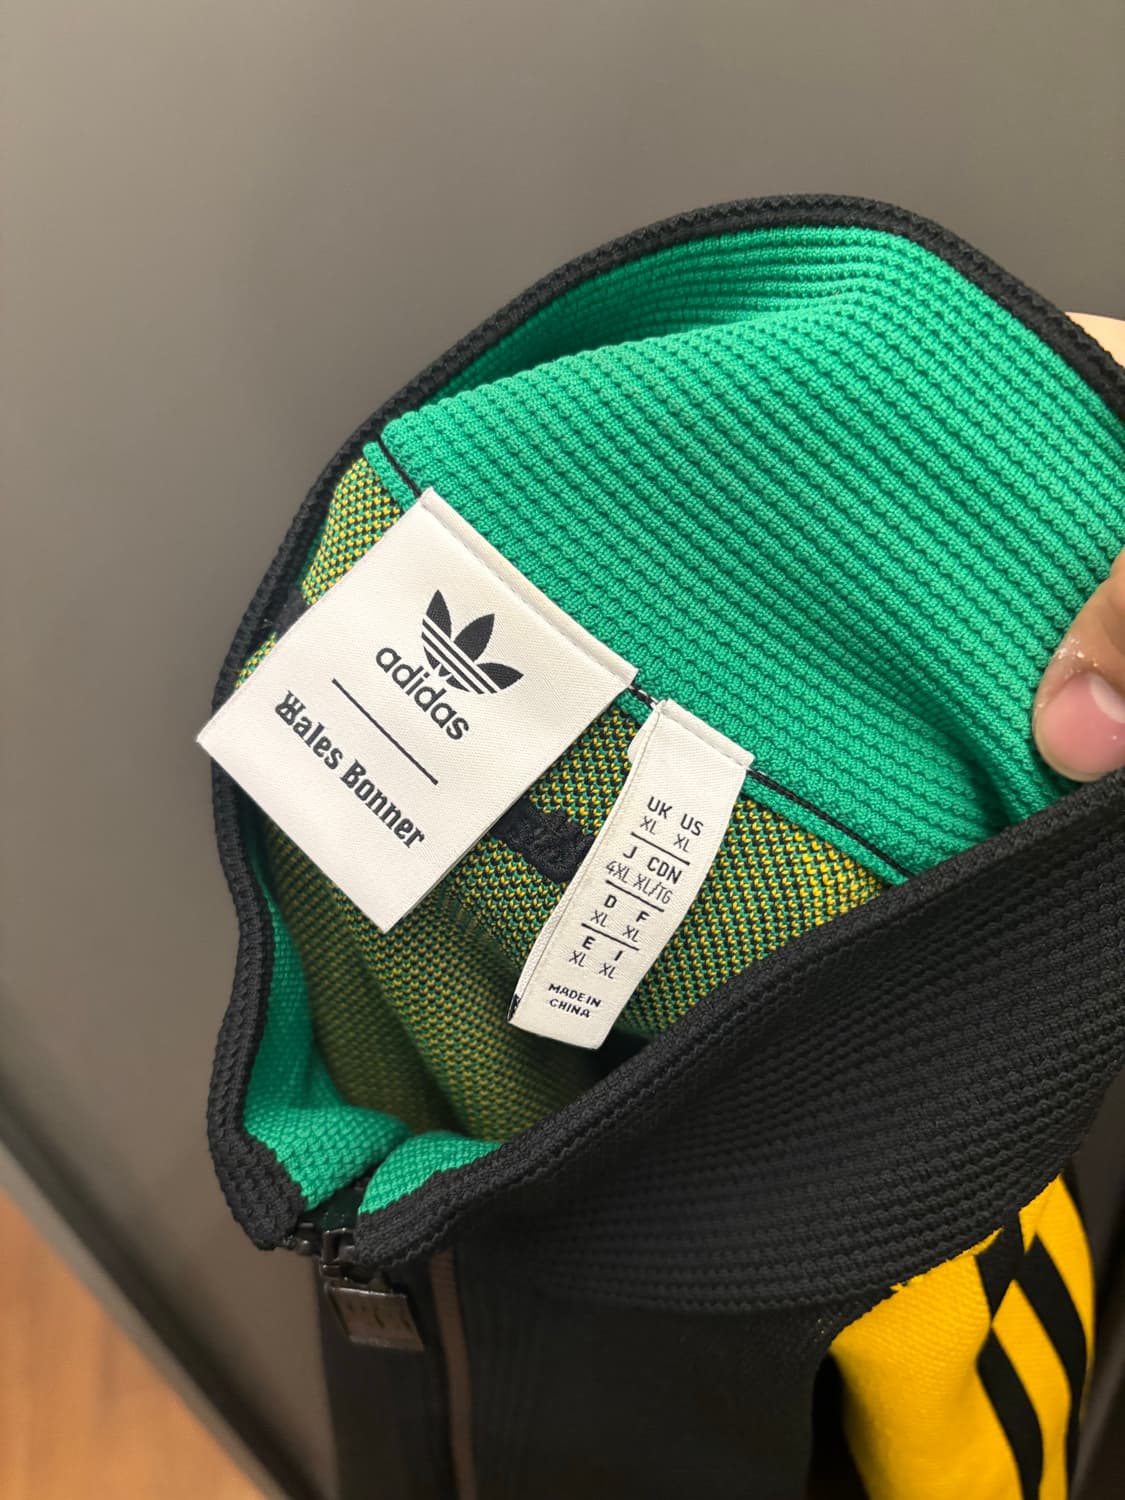 adidas
Wales Bonner
UK US
XL XL
J CDN
4XL XL/TG
D F
XL XL
E I
XL XL
MADE IN
CHINA